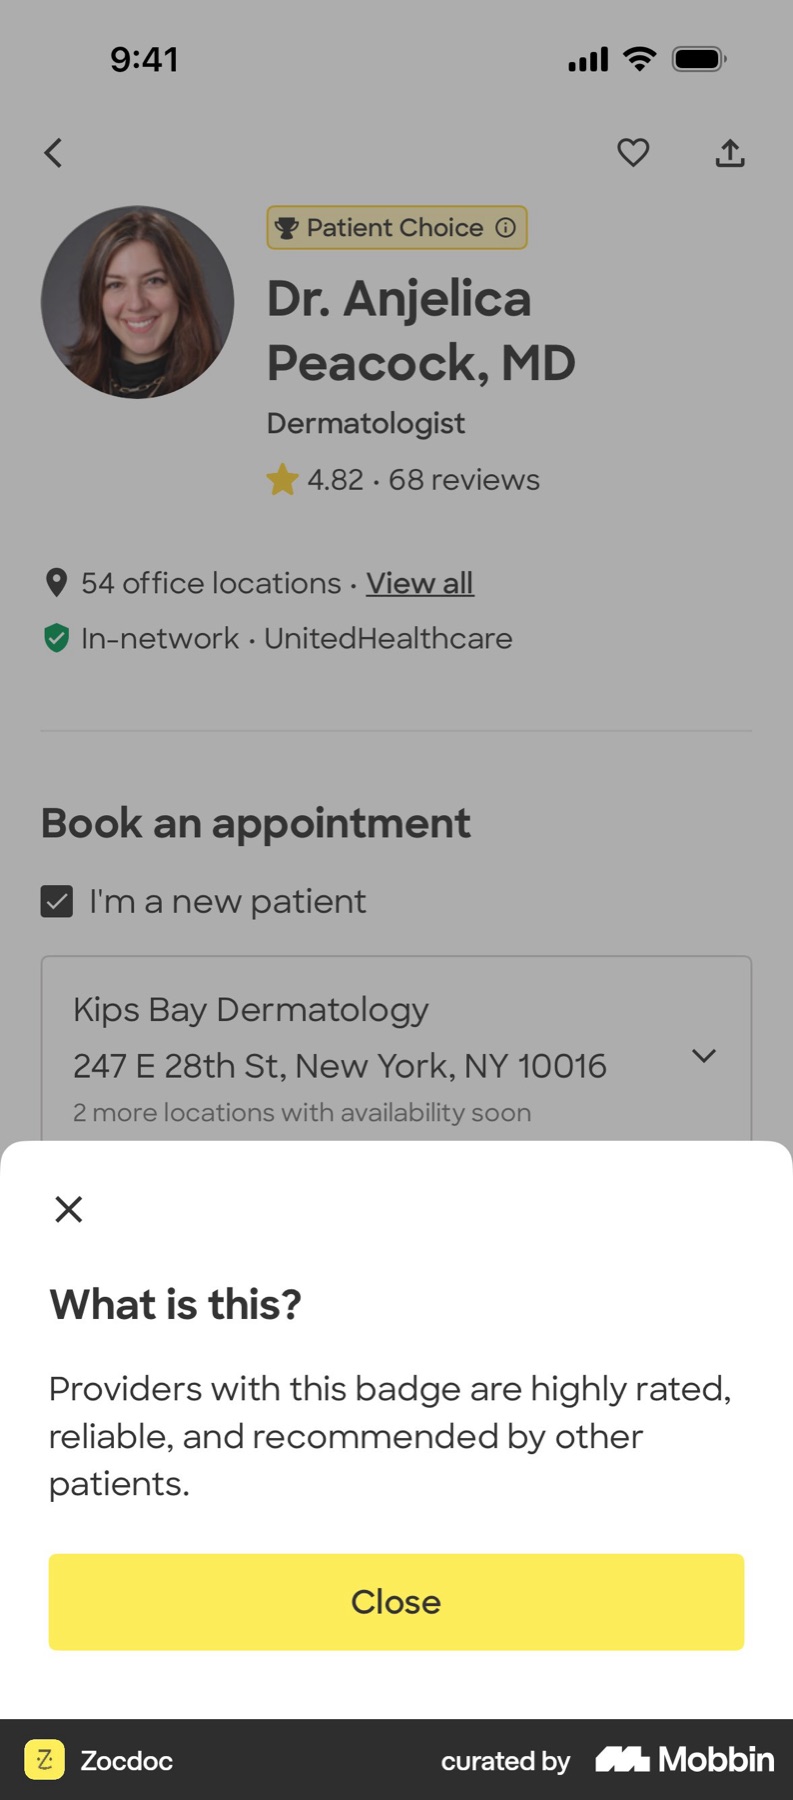 9:41
Patient Choice
Dr. Anjelica
Peacock, MD
Dermatologist
4.82 · 68 reviews
54 office locations · View all
In-network · UnitedHealthcare
Book an appointment
I'm a new patient
Kips Bay Dermatology
247 E 28th St, New York, NY 10016
2 more locations with availability soon
What is this?
Providers with this badge are highly rated,
reliable, and recommended by other
patients.
Close
Zocdoc
curated by Mobbin